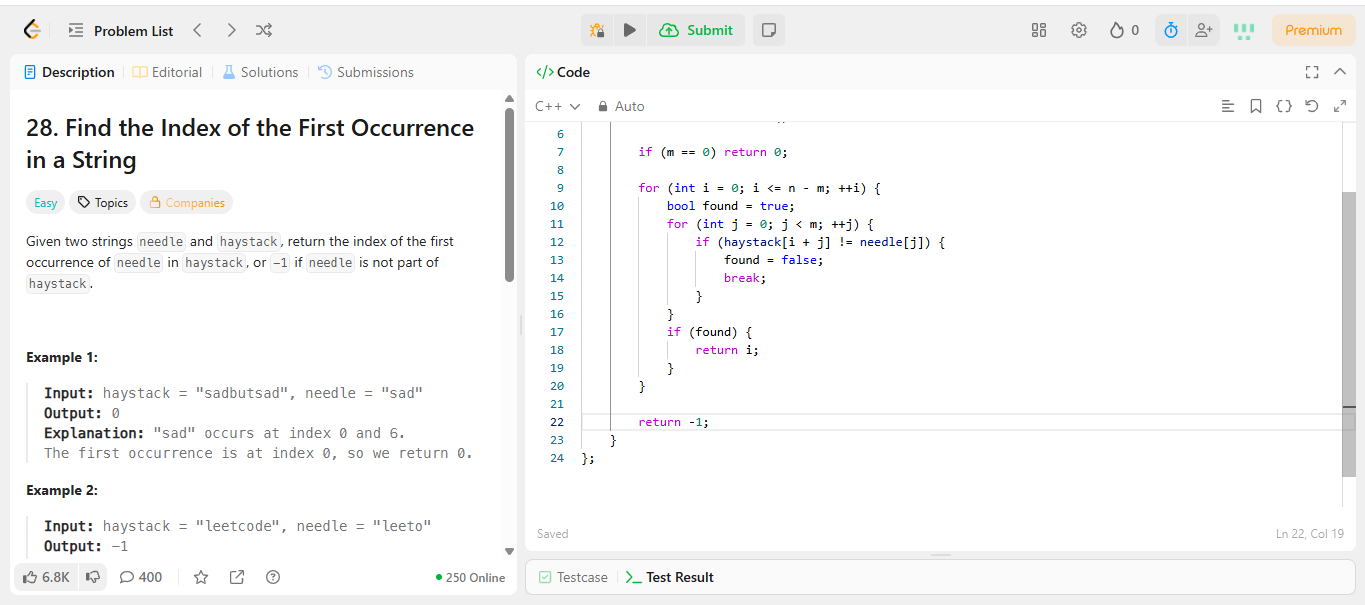 Problem List
Submit
0
Premium
Description
Editorial
Solutions
Submissions
28. Find the Index of the First Occurrence
in a String
Easy
Topics
Companies
Given two strings needle and haystack, return the index of the first
occurrence of needle in haystack, or -1 if needle is not part of
haystack.
Example 1:
Input: haystack = "sadbutsad", needle = "sad"
Output: 0
Explanation: "sad" occurs at index 0 and 6.
The first occurrence is at index 0, so we return 0.
Example 2:
Input: haystack = "leetcode", needle = "leeto"
Output: -1
6.8K
400
250 Online
</> Code
C++
Auto
6
7 if (m == 0) return 0;
8
9 for (int i = 0; i <= n - m; ++i) {
10 bool found = true;
11 for (int j = 0; j < m; ++j) {
12 if (haystack[i + j] != needle[j]) {
13 found = false;
14 break;
15 }
16 }
17 if (found) {
18 return i;
19 }
20 }
21
22 return -1;
23 }
24 };
Saved
Ln 22, Col 19
Testcase
Test Result